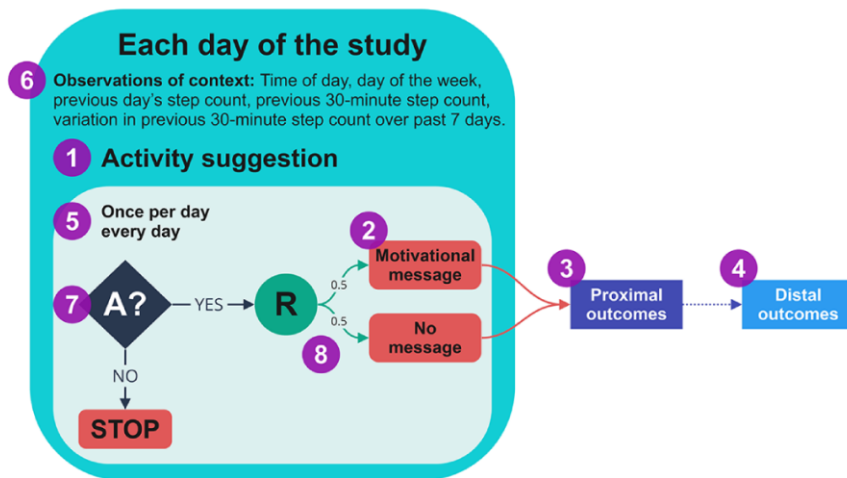 Each day of the study
6
Observations of context: Time of day, day of the week,
previous day's step count, previous 30-minute step count,
variation in previous 30-minute step count over past 7 days.
1
Activity suggestion
5
Once per day
every day
2
Motivational
message
0.5
7
A?
YES
R
0.5
No
message
8
NO
STOP
3
Proximal
outcomes
4
Distal
outcomes